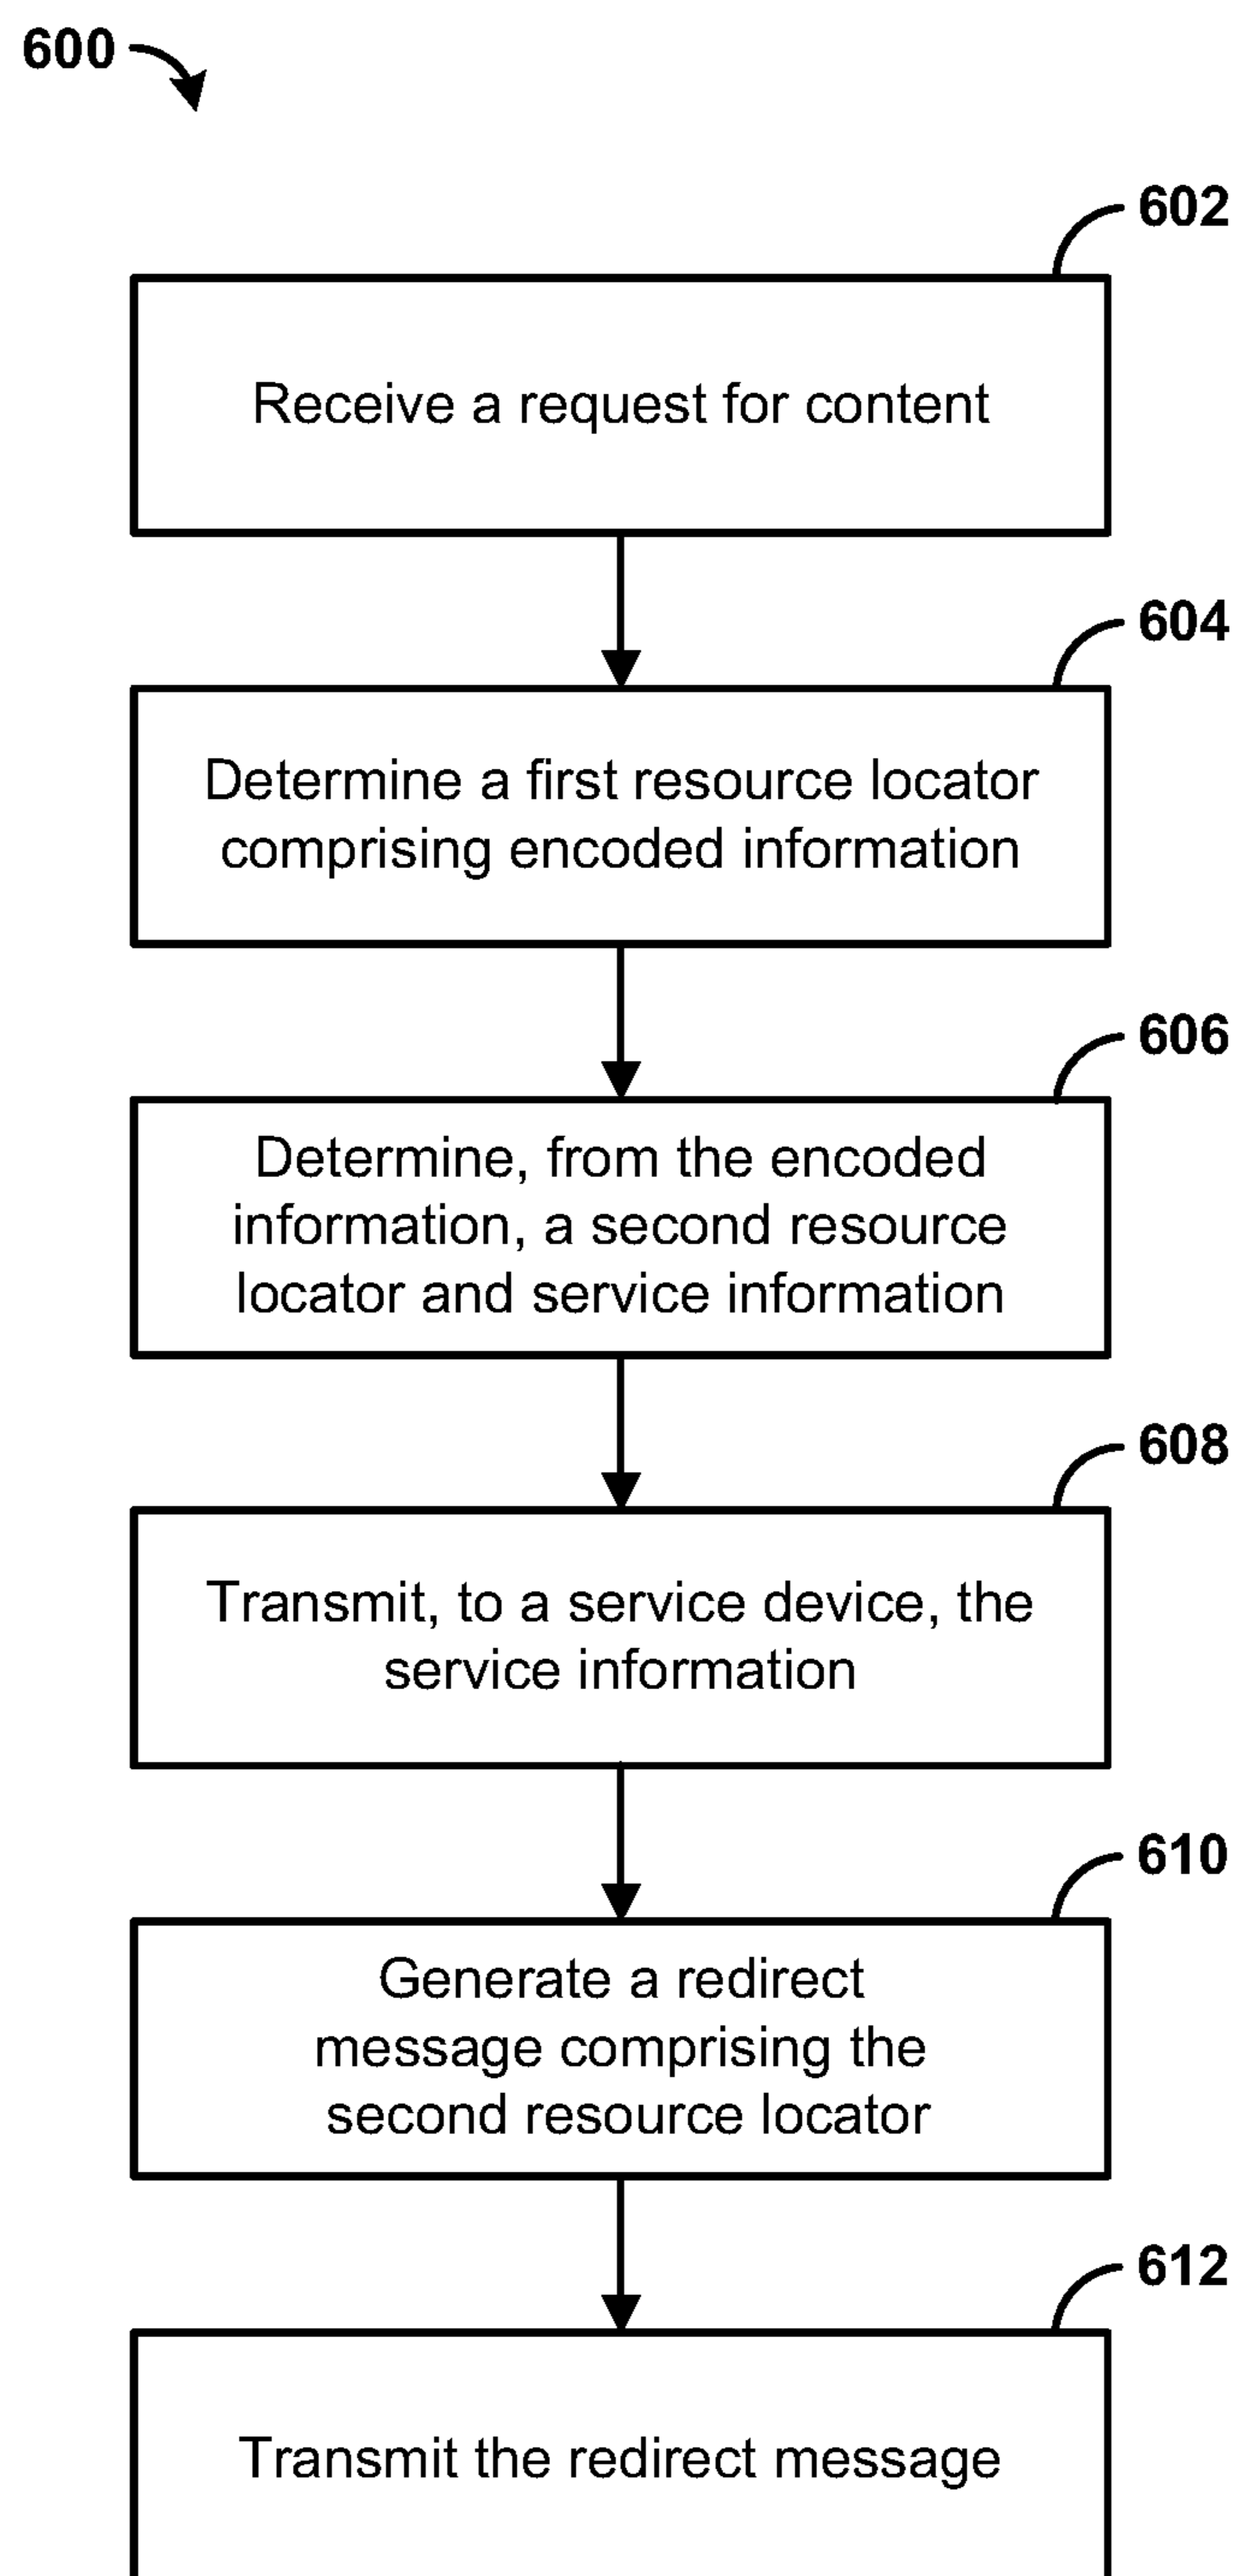 600
602
Receive a request for content
604
Determine a first resource locator
comprising encoded information
606
Determine, from the encoded
information, a second resource
locator and service information
608
Transmit, to a service device, the
service information
610
Generate a redirect
message comprising the
second resource locator
612
Transmit the redirect message